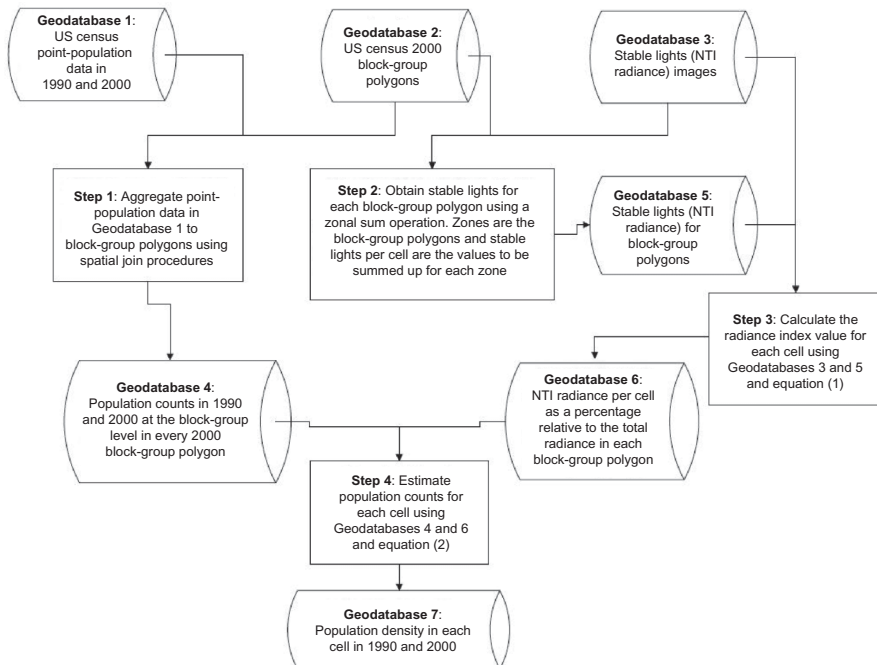 Geodatabase 1:
US census
point-population
data in
1990 and 2000
Geodatabase 2:
US census 2000
block-group
polygons
Geodatabase 3:
Stable lights (NTI
radiance) images
Step 1: Aggregate point-
population data in
Geodatabase 1 to
block-group polygons using
spatial join procedures
Step 2: Obtain stable lights for
each block-group polygon using a
zonal sum operation. Zones are the
block-group polygons and stable
lights per cell are the values to be
summed up for each zone
Geodatabase 5:
Stable lights (NTI
radiance) for
block-group
polygons
Step 3: Calculate the
radiance index value for
each cell using
Geodatabases 3 and 5
and equation (1)
Geodatabase 4:
Population counts in 1990
and 2000 at the block-group
level in every 2000
block-group polygon
Geodatabase 6:
NTI radiance per cell
as a percentage
relative to the total
radiance in each
block-group polygon
Step 4: Estimate
population counts for
each cell using
Geodatabases 4 and 6
and equation (2)
Geodatabase 7:
Population density in each
cell in 1990 and 2000